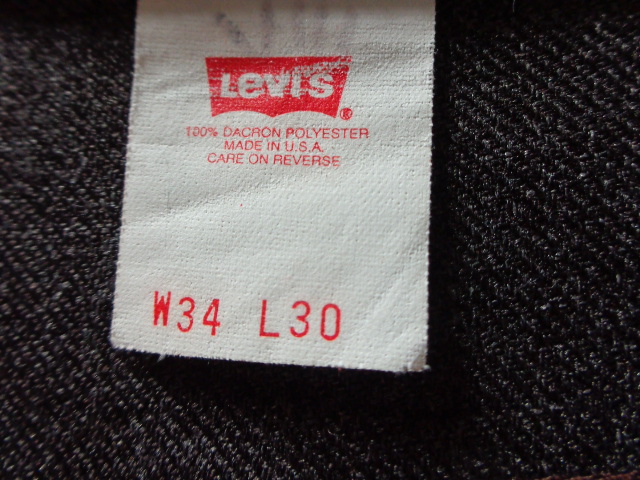 Levi's®
100% DACRON POLYESTER
MADE IN U.S.A.
CARE ON REVERSE
W34 L30